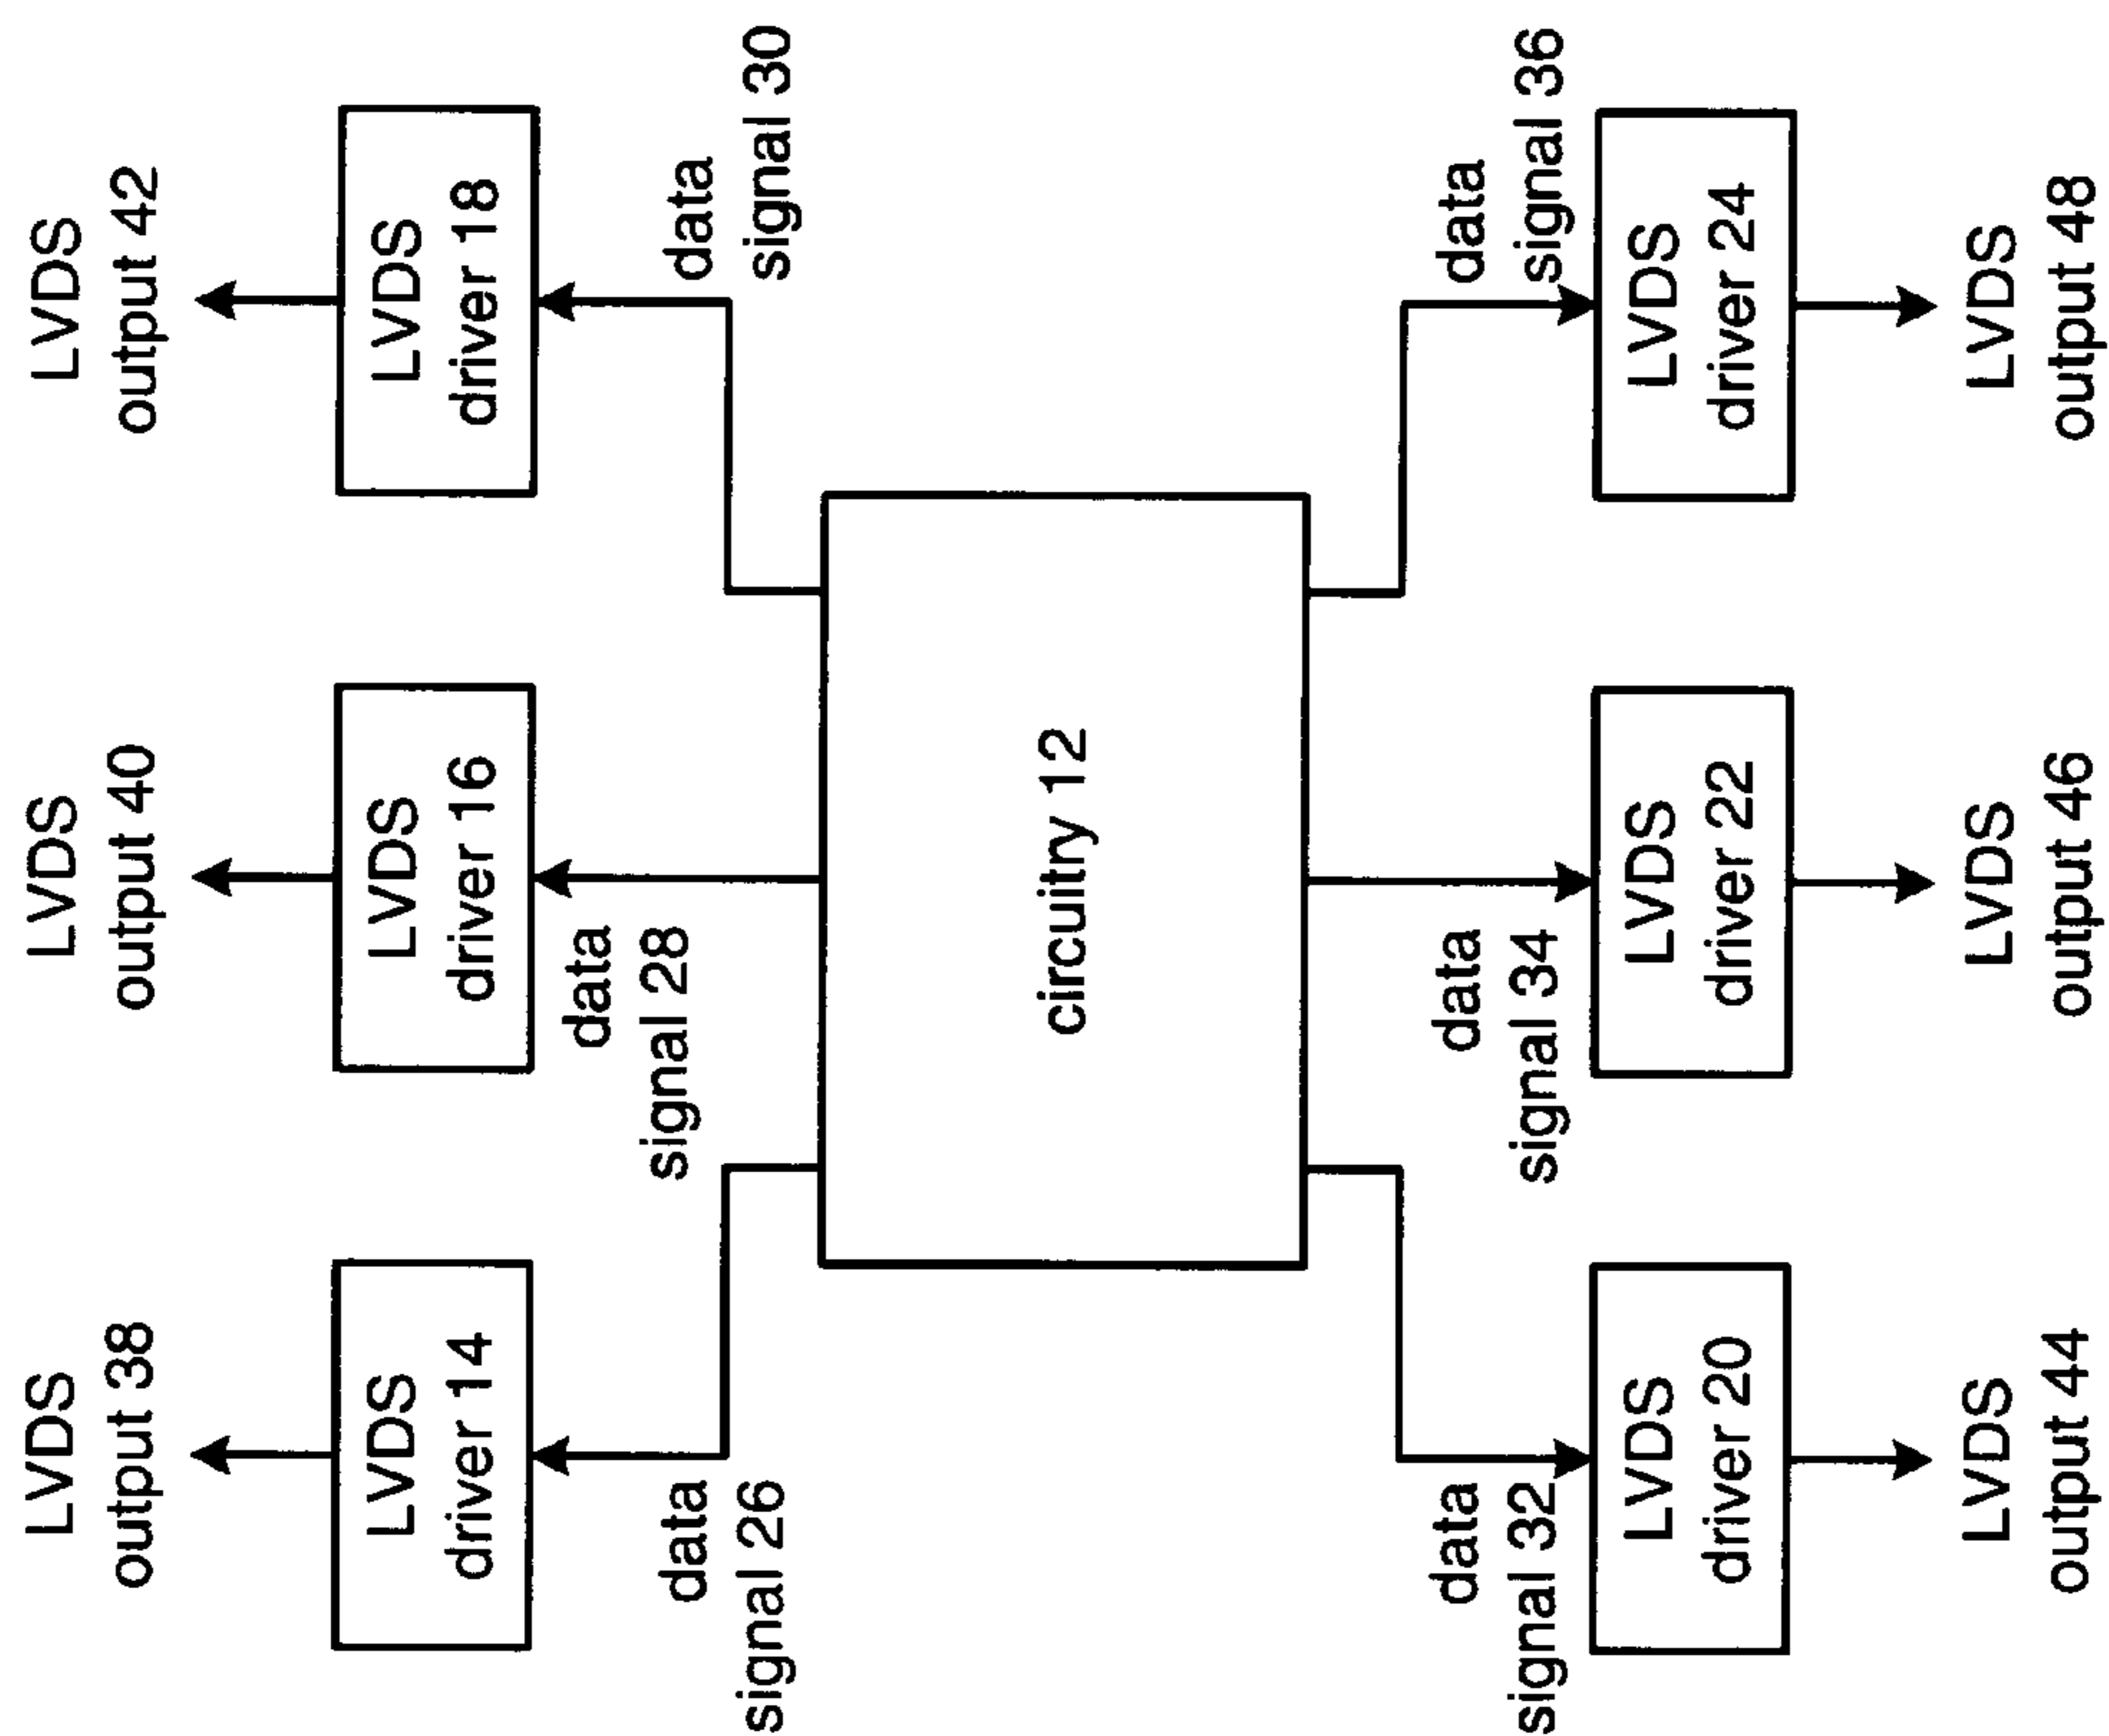 LVDS
output 38
LVDS
output 40
LVDS
output 42
LVDS
driver 14
LVDS
driver 16
LVDS
driver 18
data
signal 26
data
signal 28
data
signal 30
circuitry 12
data
signal 32
data
signal 34
data
signal 36
LVDS
driver 20
LVDS
driver 22
LVDS
driver 24
LVDS
output 44
LVDS
output 46
LVDS
output 48